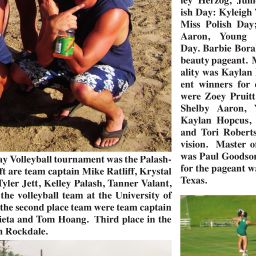 ay Volleyball tournament was the Palash-
ft are team captain Mike Ratliff, Krystal
Tyler Jett, Kelley Palash, Tanner Valant,
the volleyball team at the University of
the second place team were team captain
ieta and Tom Hoang. Third place in the
n Rockdale.
ley Herzog, Juni
ish Day: Kyleigh
Miss Polish Day;
Aaron, Young
Day. Barbie Bora
beauty pageant. M
ality was Kaylan
ent winners for
were Zoey Pruitt
Shelby Aaron,
Kaylan Hopcus,
and Tori Roberts
vision. Master o
was Paul Goodson
for the pageant wa
Texas.